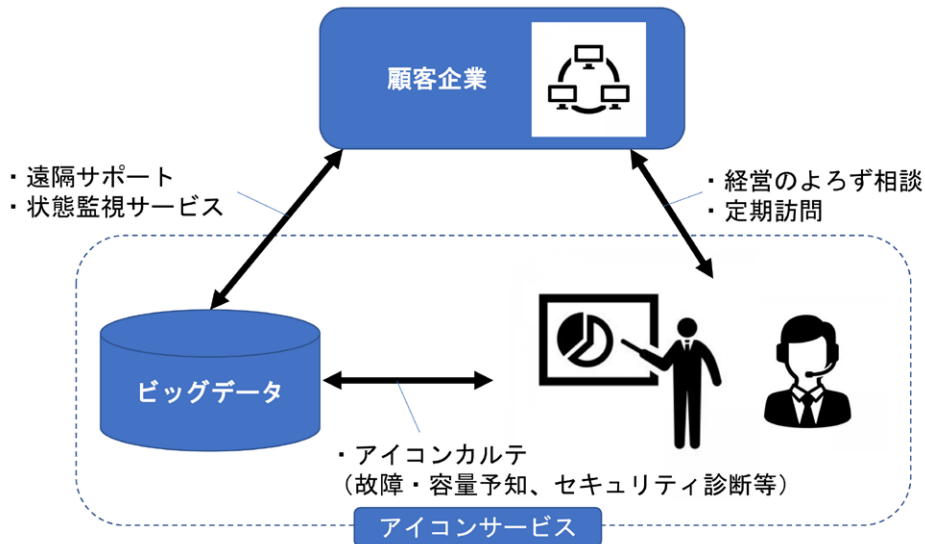 顧客企業
・遠隔サポート
・状態監視サービス
・経営のよろず相談
・定期訪問
ビッグデータ
・アイコンカルテ
（故障・容量予知、セキュリティ診断等）
アイコンサービス